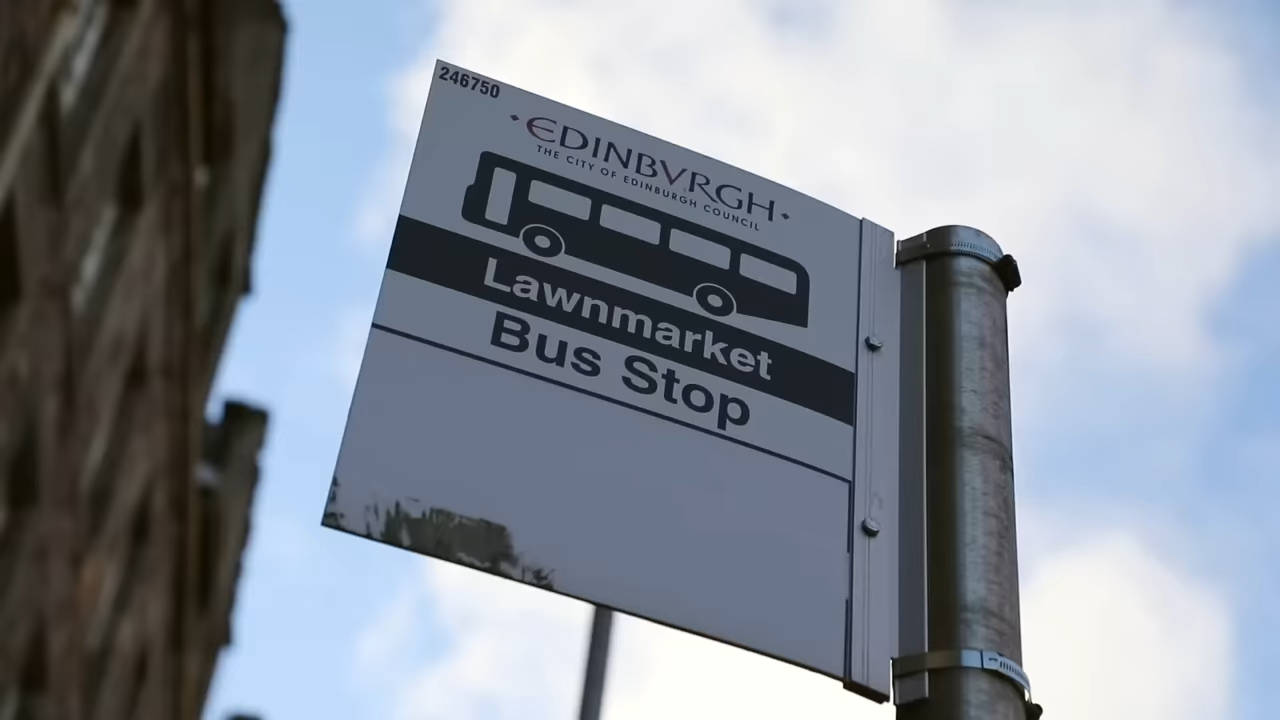 246750
EDINBVRGH
THE CITY OF EDINBURGH COUNCIL
Lawnmarket
Bus Stop